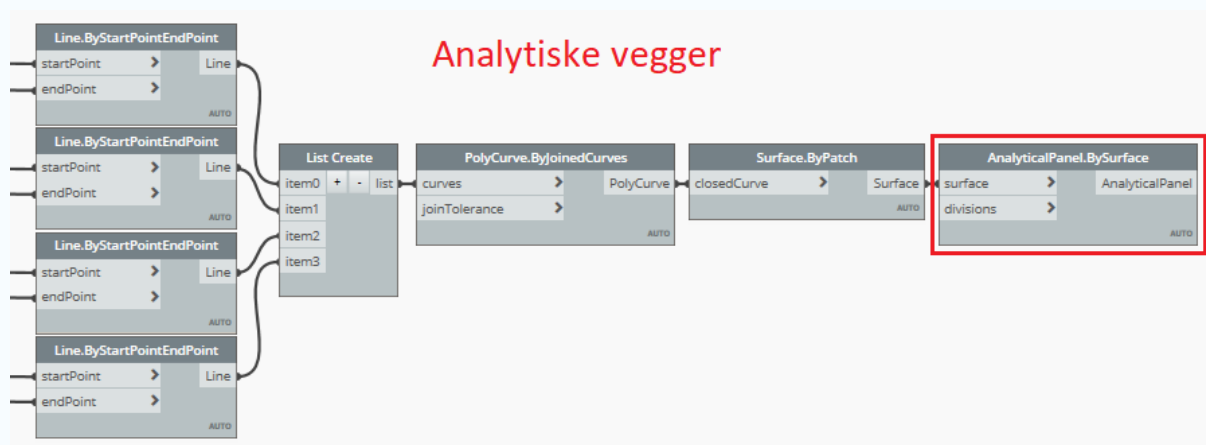 Analytiske vegger
Line.ByStartPointEndPoint
startPoint > Line
endPoint >
AUTO
Line.ByStartPointEndPoint
startPoint > Line
endPoint >
AUTO
Line.ByStartPointEndPoint
startPoint > Line
endPoint >
AUTO
Line.ByStartPointEndPoint
startPoint > Line
endPoint >
AUTO
List Create
item0 + - list
item1
item2
item3
PolyCurve.ByJoinedCurves
curves > PolyCurve
joinTolerance >
AUTO
Surface.ByPatch
closedCurve > Surface
AUTO
AnalyticalPanel.BySurface
surface > AnalyticalPanel
divisions >
AUTO